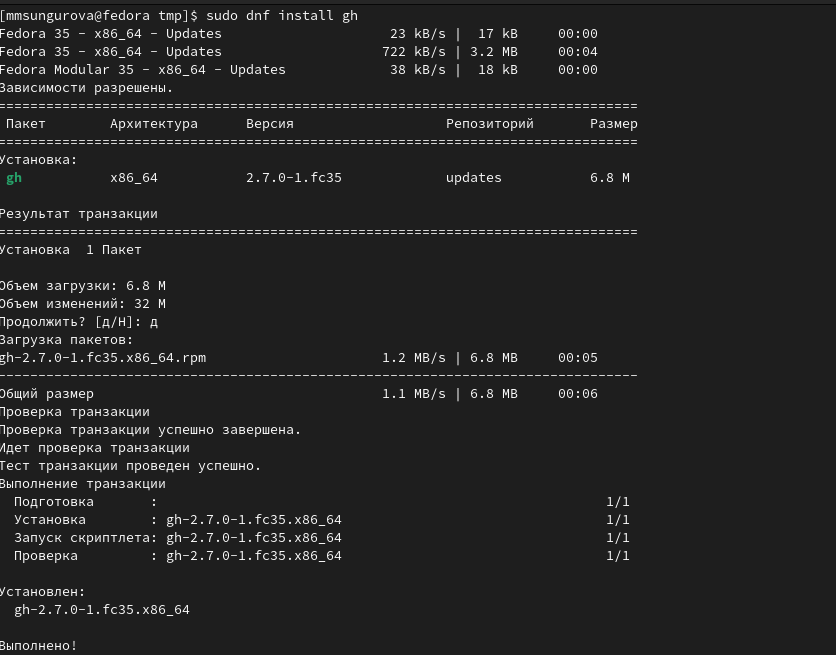 [mmsungurova@fedora tmp]$ sudo dnf install gh
Fedora 35 - x86_64 - Updates                     23 kB/s |  17 kB     00:00
Fedora 35 - x86_64 - Updates                    722 kB/s | 3.2 MB     00:04
Fedora Modular 35 - x86_64 - Updates             38 kB/s |  18 kB     00:00
Зависимости разрешены.
================================================================================
 Пакет        Архитектура      Версия                   Репозиторий       Размер
================================================================================
Установка:
 gh           x86_64           2.7.0-1.fc35             updates           6.8 M

Результат транзакции
================================================================================
Установка  1 Пакет

Объем загрузки: 6.8 M
Объем изменений: 32 M
Продолжить? [д/Н]: д
Загрузка пакетов:
gh-2.7.0-1.fc35.x86_64.rpm                      1.2 MB/s | 6.8 MB     00:05
--------------------------------------------------------------------------------
Общий размер                                    1.1 MB/s | 6.8 MB     00:06
Проверка транзакции
Проверка транзакции успешно завершена.
Идет проверка транзакции
Тест транзакции проведен успешно.
Выполнение транзакции
  Подготовка       :                                                        1/1
  Установка        : gh-2.7.0-1.fc35.x86_64                                 1/1
  Запуск скриптлета: gh-2.7.0-1.fc35.x86_64                                 1/1
  Проверка         : gh-2.7.0-1.fc35.x86_64                                 1/1

Установлен:
  gh-2.7.0-1.fc35.x86_64

Выполнено!